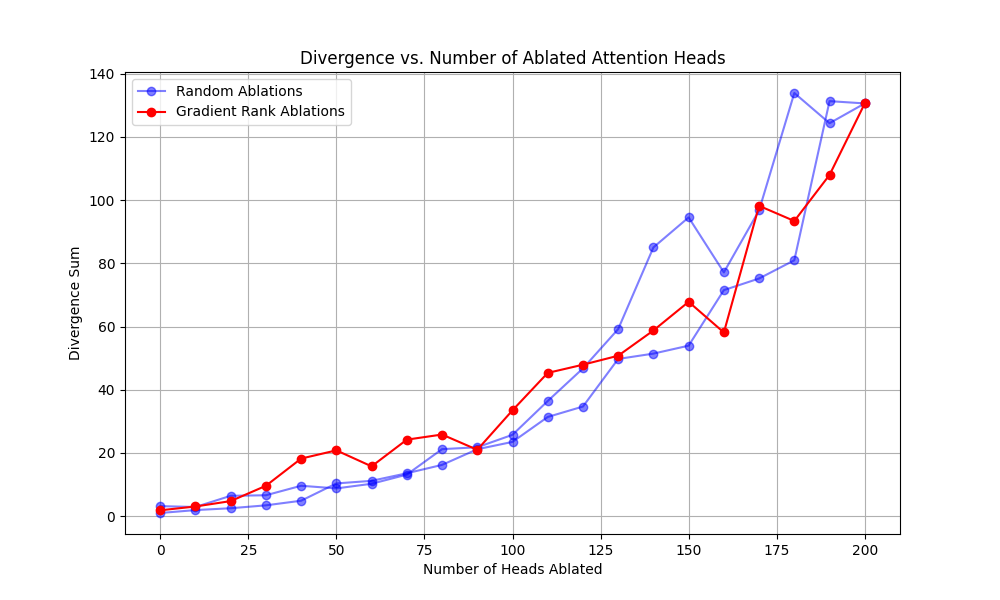 Divergence vs. Number of Ablated Attention Heads
Random Ablations
Gradient Rank Ablations
140
120
100
80
60
40
20
0
Divergence Sum
0 25 50 75 100 125 150 175 200
Number of Heads Ablated